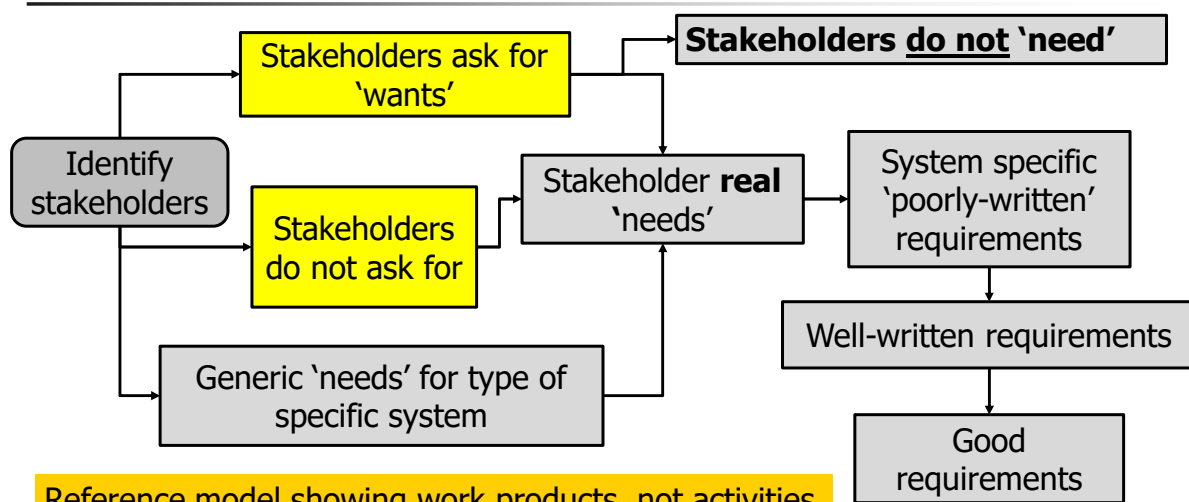 Stakeholders ask for
‘wants’
Stakeholders do not ‘need’
Identify
stakeholders
Stakeholders
do not ask for
Stakeholder real
‘needs’
System specific
‘poorly-written’
requirements
Generic ‘needs’ for type of
specific system
Well-written requirements
Good
requirements
Reference model showing work products, not activities